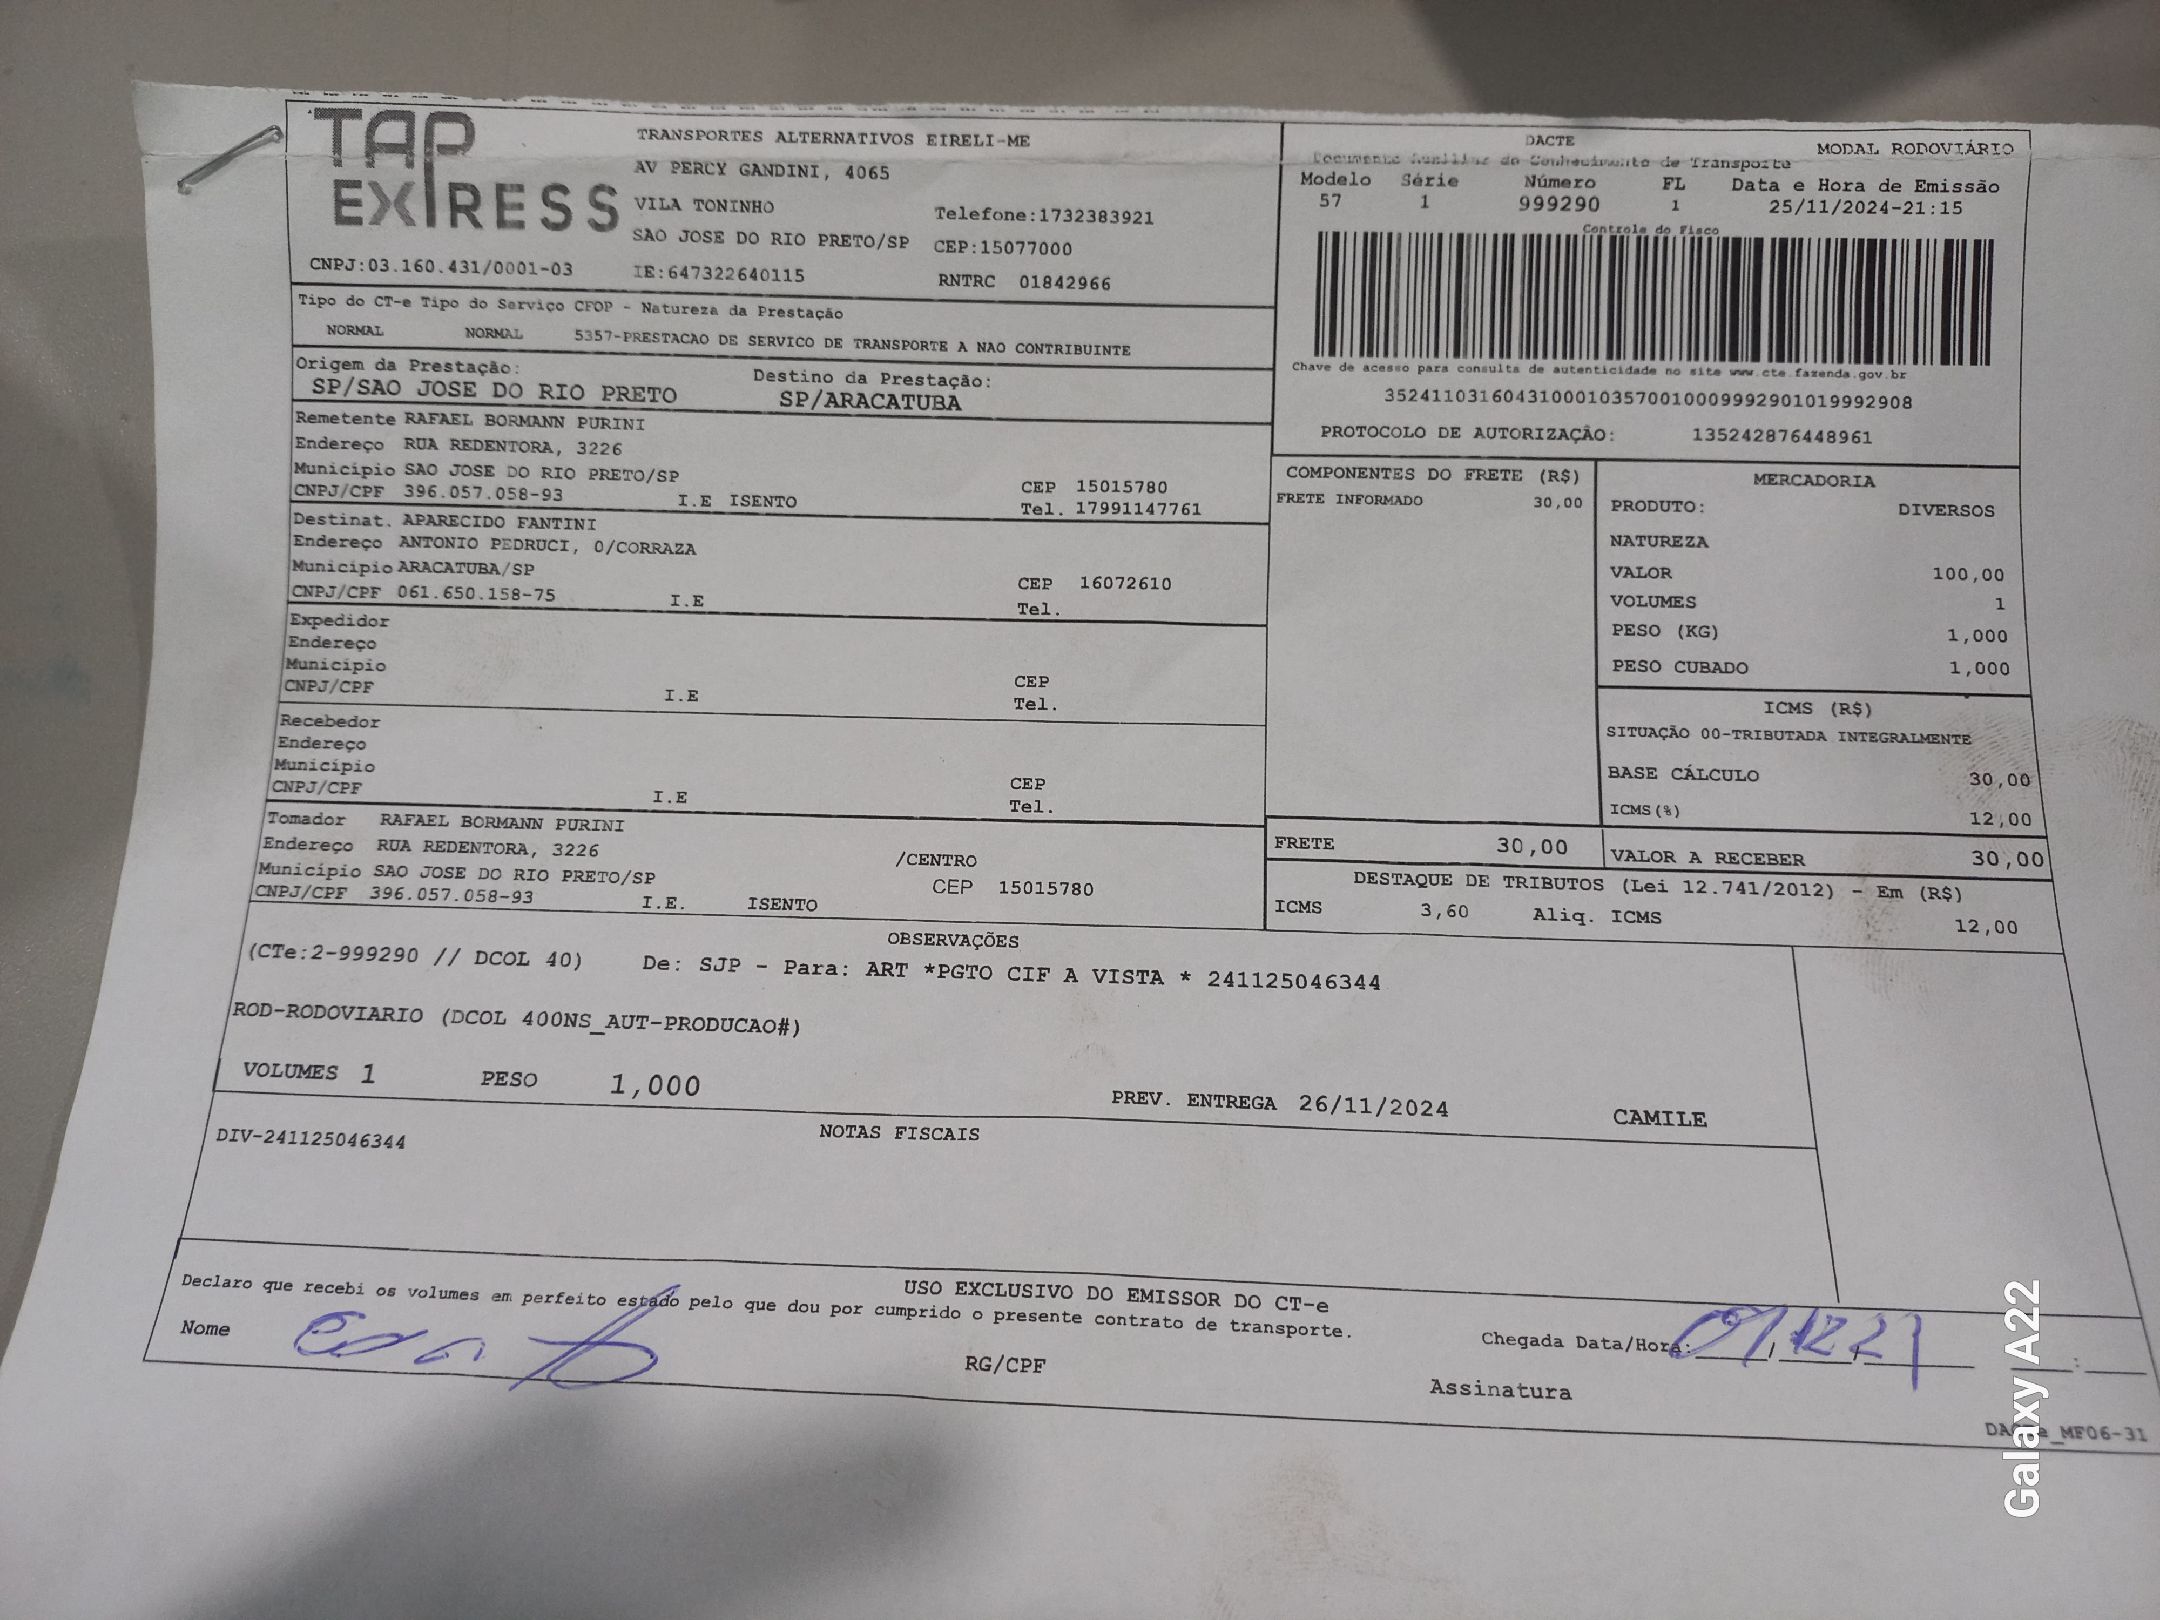 TAP EXPRESS
TRANSPORTES ALTERNATIVOS EIRELI-ME
AV PERCY GANDINI, 4065
VILA TONINHO
Telefone:1732383921
SAO JOSE DO RIO PRETO/SP CEP:15077000
CNPJ:03.160.431/0001-03 IE:647322640115 RNTRC 01842966
DACTE MODAL RODOVIÁRIO
Documento Auxiliar do Conhecimento de Transporte
Modelo Série Número FL Data e Hora de Emissão
57 1 999290 1 25/11/2024-21:15
Controle do Fisco
Chave de acesso para consulta de autenticidade no site www.cte.fazenda.gov.br
35241103160431000103570010009992901019992908
PROTOCOLO DE AUTORIZAÇÃO: 135242876448961
Tipo do CT-e Tipo do Serviço CFOP - Natureza da Prestação
NORMAL NORMAL 5357-PRESTACAO DE SERVICO DE TRANSPORTE A NAO CONTRIBUINTE
Origem da Prestação: Destino da Prestação:
SP/SAO JOSE DO RIO PRETO SP/ARACATUBA
Remetente RAFAEL BORMANN PURINI
Endereço RUA REDENTORA, 3226
Município SAO JOSE DO RIO PRETO/SP CEP 15015780
CNPJ/CPF 396.057.058-93 I.E ISENTO Tel. 17991147761
Destinat. APARECIDO FANTINI
Endereço ANTONIO PEDRUCI, 0/CORRAZA
Município ARACATUBA/SP CEP 16072610
CNPJ/CPF 061.650.158-75 I.E Tel.
Expedidor
Endereço
Município CEP
CNPJ/CPF I.E Tel.
Recebedor
Endereço
Município CEP
CNPJ/CPF I.E Tel.
Tomador RAFAEL BORMANN PURINI
Endereço RUA REDENTORA, 3226 /CENTRO
Município SAO JOSE DO RIO PRETO/SP CEP 15015780
CNPJ/CPF 396.057.058-93 I.E. ISENTO
COMPONENTES DO FRETE (R$)
FRETE INFORMADO 30,00
MERCADORIA
PRODUTO: DIVERSOS
NATUREZA
VALOR 100,00
VOLUMES 1
PESO (KG) 1,000
PESO CUBADO 1,000
ICMS (R$)
SITUAÇÃO 00-TRIBUTADA INTEGRALMENTE
BASE CÁLCULO 30,00
ICMS(%) 12,00
FRETE 30,00 VALOR A RECEBER 30,00
DESTAQUE DE TRIBUTOS (Lei 12.741/2012) - Em (R$)
ICMS 3,60 Aliq. ICMS 12,00
OBSERVAÇÕES
(CTe:2-999290 // DCOL 40) De: SJP - Para: ART *PGTO CIF A VISTA * 241125046344
ROD-RODOVIARIO (DCOL 400NS_AUT-PRODUCAO#)
VOLUMES 1 PESO 1,000 PREV. ENTREGA 26/11/2024 CAMILE
NOTAS FISCAIS
DIV-241125046344
USO EXCLUSIVO DO EMISSOR DO CT-e
Declaro que recebi os volumes em perfeito estado pelo que dou por cumprido o presente contrato de transporte.
Nome RG/CPF Assinatura Chegada Data/Hora:
MF06-31
Galaxy A22